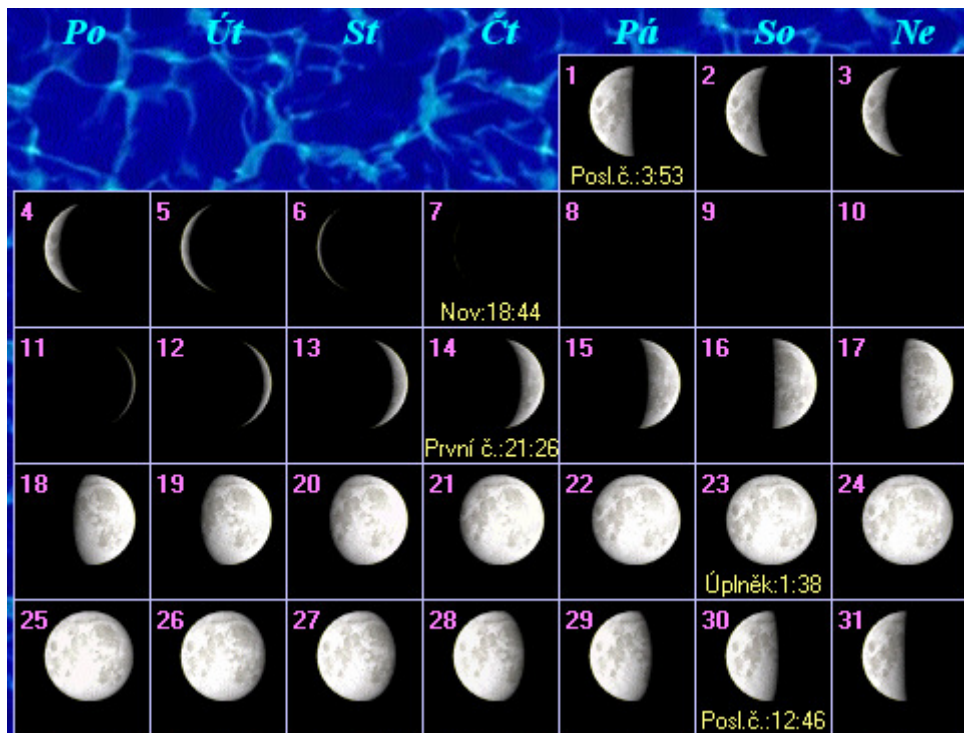 Po Út St Čt Pá So Ne
1 2 3
Posl.č.:3:53
4 5 6 7 8 9 10
Nov:18:44
11 12 13 14 15 16 17
První č.:21:26
18 19 20 21 22 23 24
Úplněk:1:38
25 26 27 28 29 30 31
Posl.č.:12:46